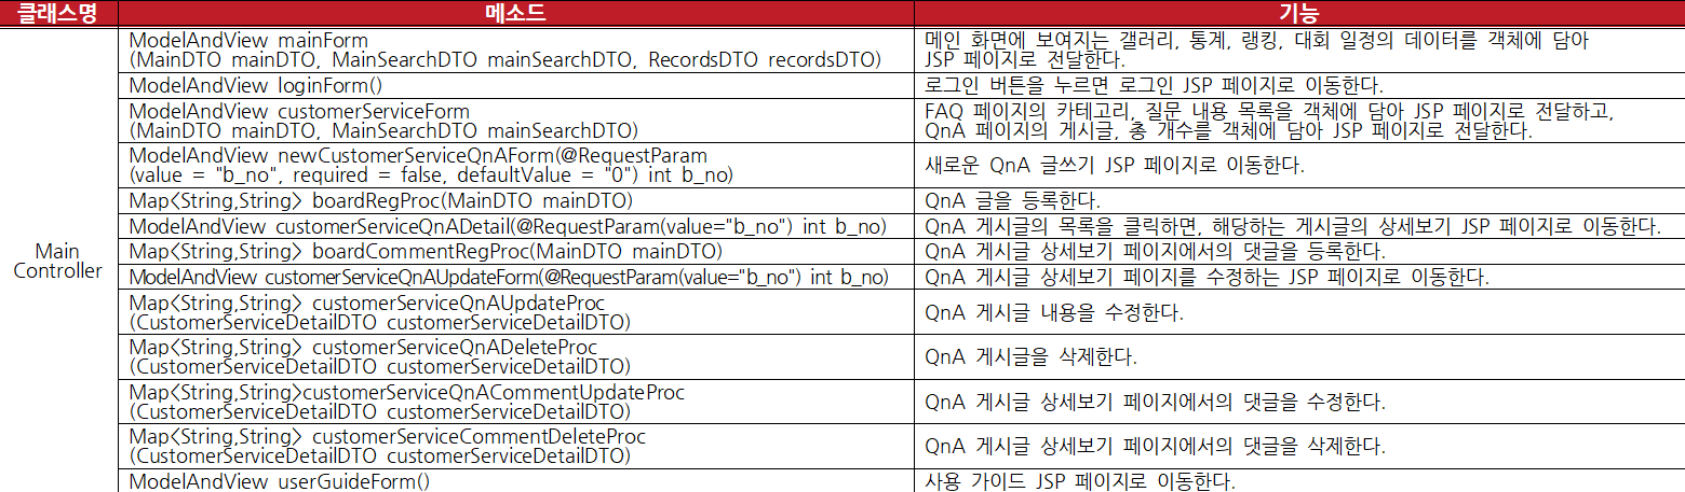 클래스명 메소드 기능
ModelAndView mainForm
(MainDTO mainDTO, MainSearchDTO mainSearchDTO, RecordsDTO recordsDTO)
메인 화면에 보여지는 갤러리, 통계, 랭킹, 대회 일정의 데이터를 객체에 담아
JSP 페이지로 전달한다.
ModelAndView loginForm()
로그인 버튼을 누르면 로그인 JSP 페이지로 이동한다.
ModelAndView customerServiceForm
(MainDTO mainDTO, MainSearchDTO mainSearchDTO)
FAQ 페이지의 카테고리, 질문 내용 목록을 객체에 담아 JSP 페이지로 전달하고,
QnA 페이지의 게시글, 총 개수를 객체에 담아 JSP 페이지로 전달한다.
ModelAndView newCustomerServiceQnAForm(@RequestParam
(value = "b_no", required = false, defaultValue = "0") int b_no)
새로운 QnA 글쓰기 JSP 페이지로 이동한다.
Map<String,String> boardRegProc(MainDTO mainDTO)
QnA 글을 등록한다.
ModelAndView customerServiceQnADetail(@RequestParam(value="b_no") int b_no)
QnA 게시글의 목록을 클릭하면, 해당하는 게시글의 상세보기 JSP 페이지로 이동한다.
Main
Controller
Map<String,String> boardCommentRegProc(MainDTO mainDTO)
QnA 게시글 상세보기 페이지에서의 댓글을 등록한다.
ModelAndView customerServiceQnAUpdateForm(@RequestParam(value="b_no") int b_no)
QnA 게시글 상세보기 페이지를 수정하는 JSP 페이지로 이동한다.
Map<String,String> customerServiceQnAUpdateProc
(CustomerServiceDetailDTO customerServiceDetailDTO)
QnA 게시글 내용을 수정한다.
Map<String,String> customerServiceQnADeleteProc
(CustomerServiceDetailDTO customerServiceDetailDTO)
QnA 게시글을 삭제한다.
Map<String,String>customerServiceQnACommentUpdateProc
(CustomerServiceDetailDTO customerServiceDetailDTO)
QnA 게시글 상세보기 페이지에서의 댓글을 수정한다.
Map<String,String> customerServiceCommentDeleteProc
(CustomerServiceDetailDTO customerServiceDetailDTO)
QnA 게시글 상세보기 페이지에서의 댓글을 삭제한다.
ModelAndView userGuideForm()
사용 가이드 JSP 페이지로 이동한다.